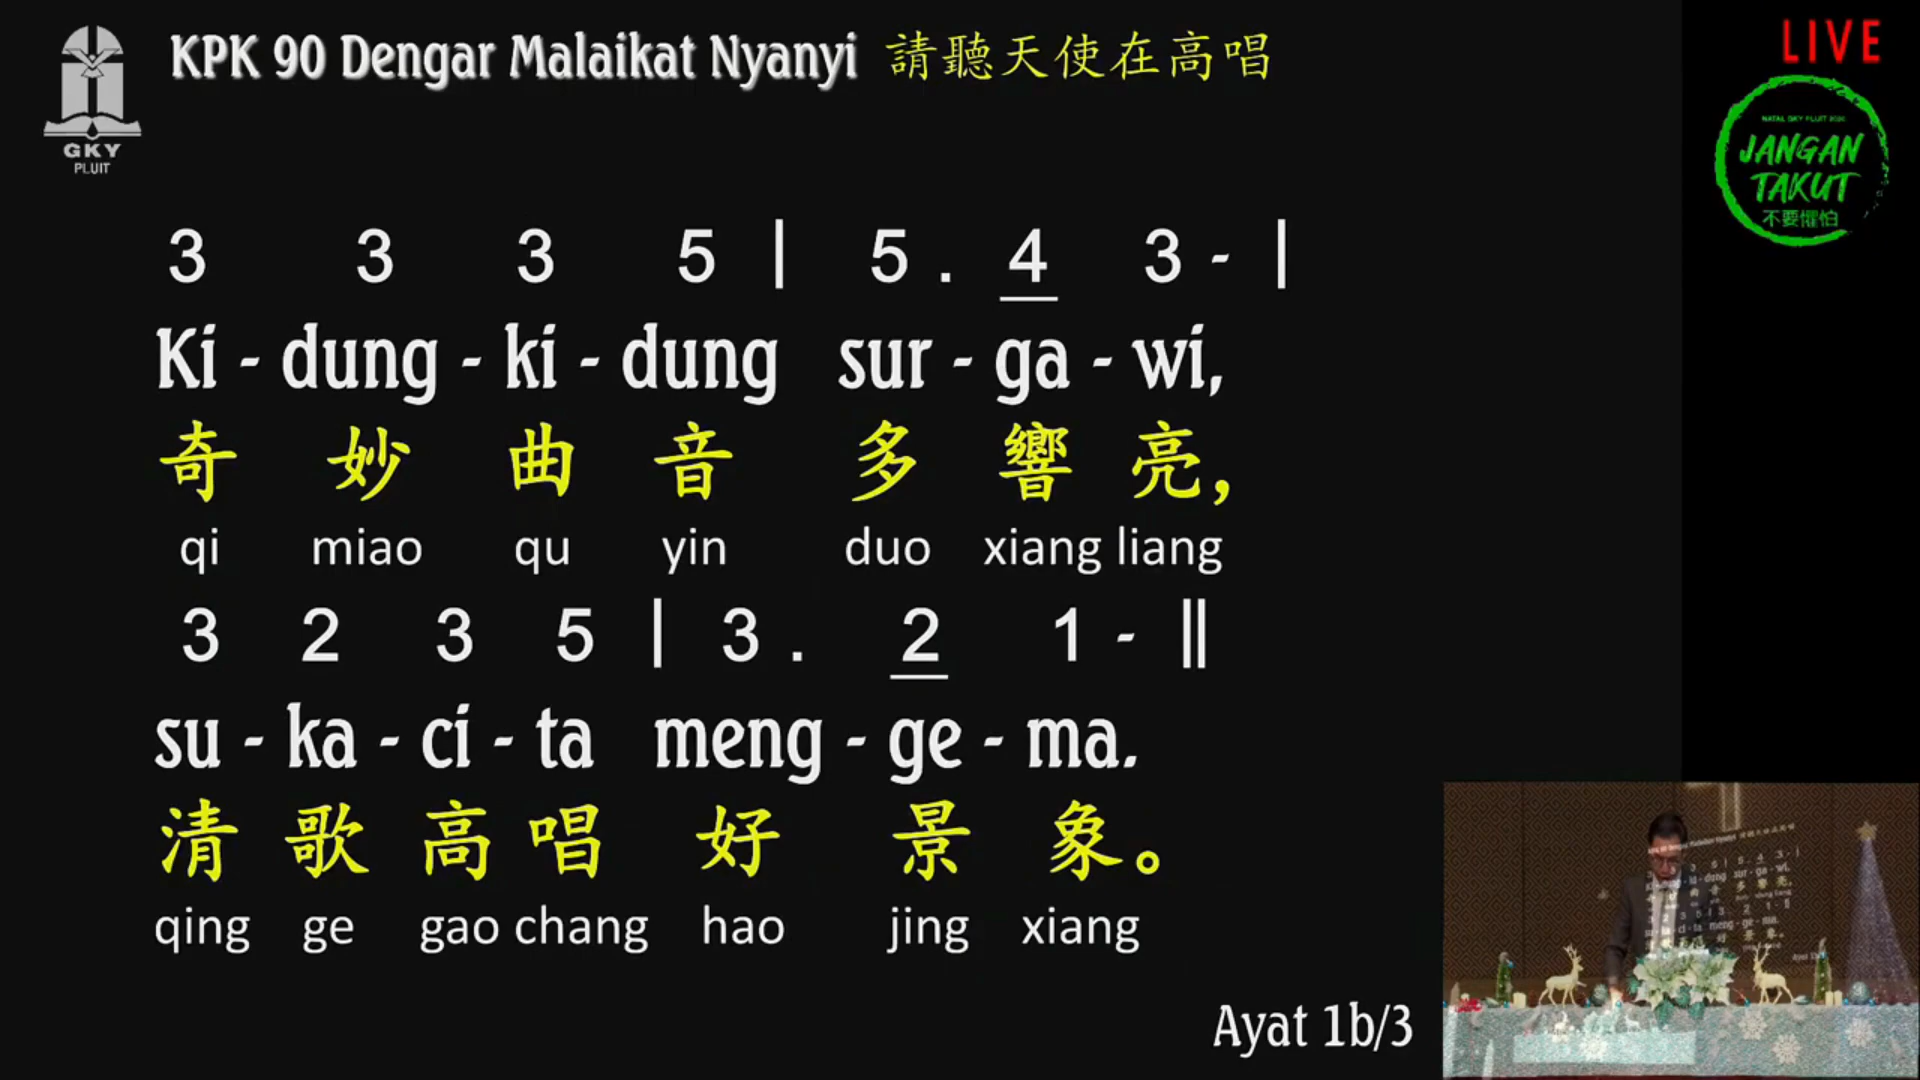 KPK 90 Dengar Malaikat Nyanyi 請聽天使在高唱
LIVE
GKY
PLUIT
NATAL GKY PLUIT 2020
JANGAN
TAKUT
不要懼怕
3 3 3 5 | 5 . 4 3 - |
Ki - dung - ki - dung sur - ga - wi,
奇 妙 曲 音 多 響 亮,
qi miao qu yin duo xiang liang
3 2 3 5 | 3 . 2 1 - ||
su - ka - ci - ta meng - ge - ma.
清 歌 高 唱 好 景 象。
qing ge gao chang hao jing xiang
Ayat 1b/3